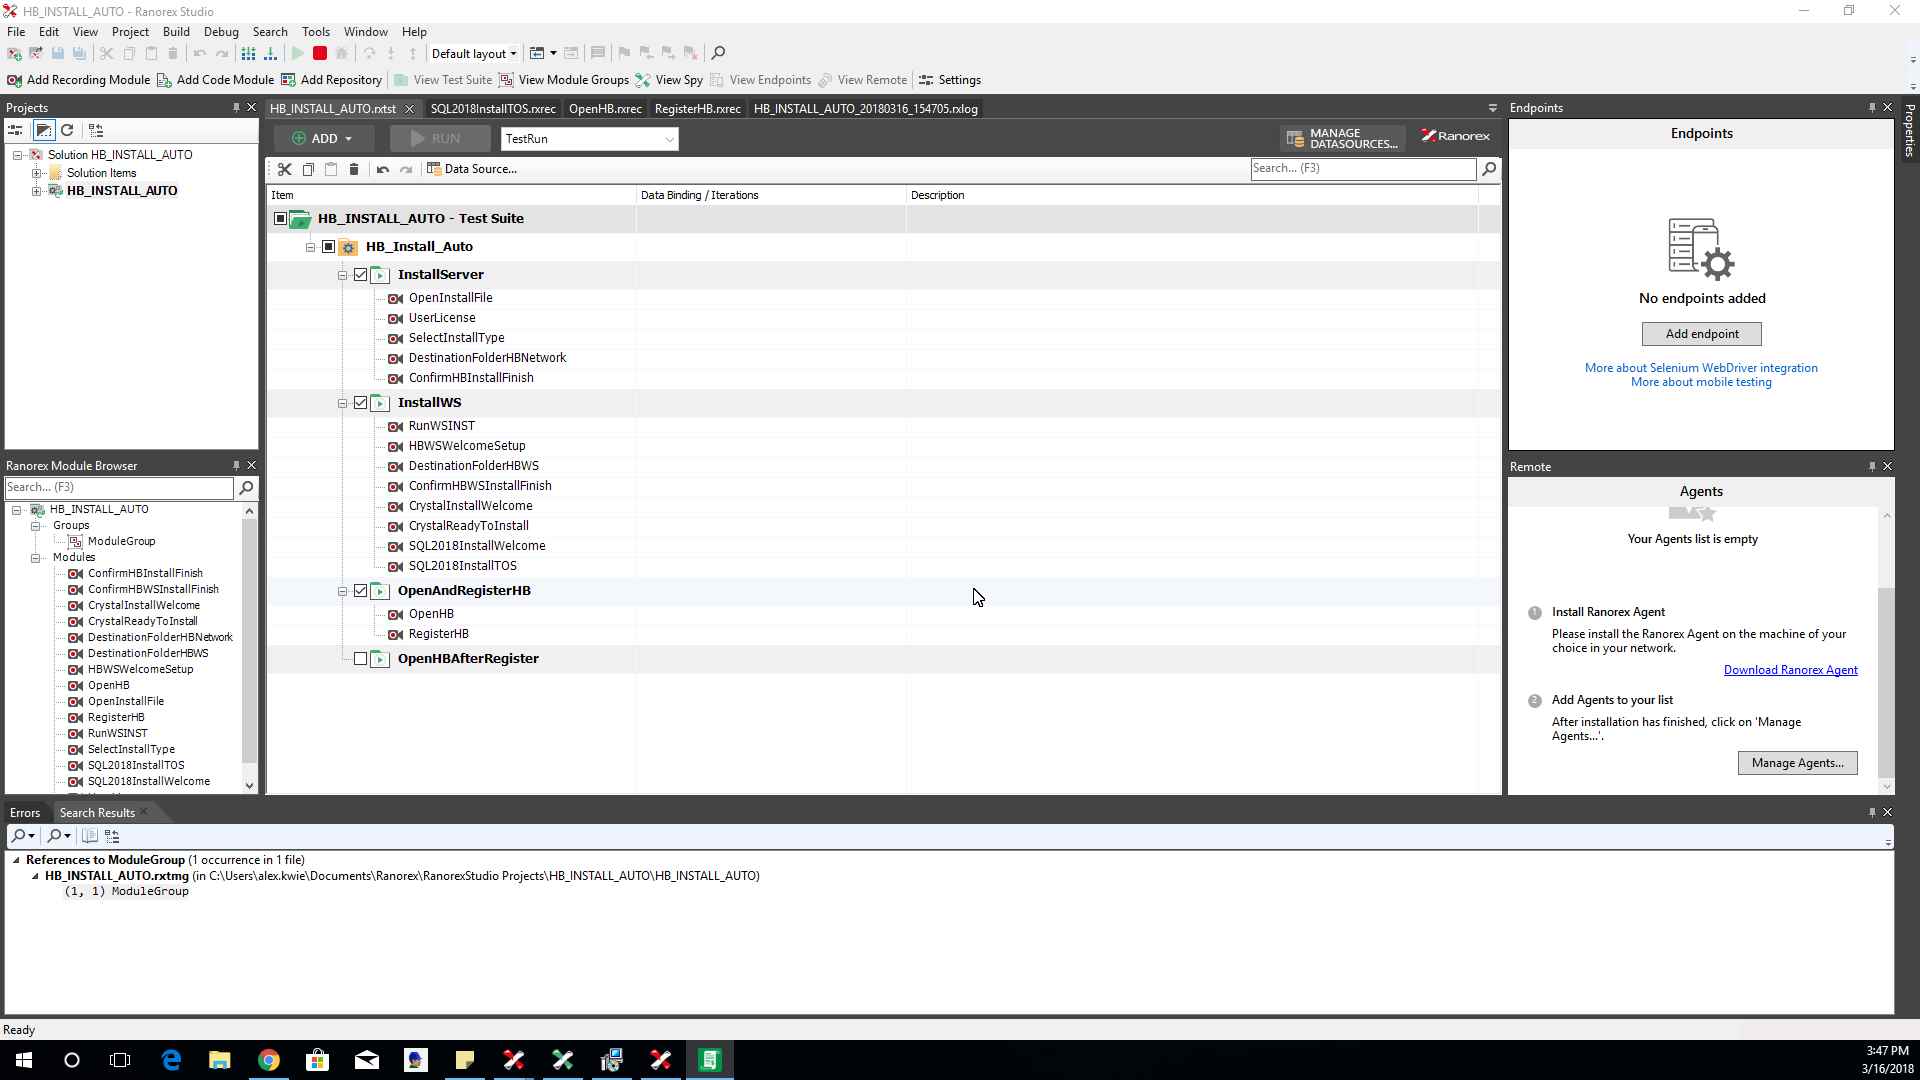 HB_INSTALL_AUTO - Ranorex Studio
File Edit View Project Build Debug Search Tools Window Help
Default layout
Add Recording Module Add Code Module Add Repository View Test Suite View Module Groups View Spy View Endpoints View Remote Settings
Projects
Solution HB_INSTALL_AUTO
Solution Items
HB_INSTALL_AUTO
Ranorex Module Browser
Search... (F3)
HB_INSTALL_AUTO
Groups
ModuleGroup
Modules
ConfirmHBInstallFinish
ConfirmHBWSInstallFinish
CrystalInstallWelcome
CrystalReadyToInstall
DestinationFolderHBNetwork
DestinationFolderHBWS
HBWSWelcomeSetup
OpenHB
OpenInstallFile
RegisterHB
RunWSINST
SelectInstallType
SQL2018InstallTOS
SQL2018InstallWelcome
HB_INSTALL_AUTO.rxtst SQL2018InstallTOS.rxrec OpenHB.rxrec RegisterHB.rxrec HB_INSTALL_AUTO_20180316_154705.rxlog
ADD RUN TestRun MANAGE DATASOURCES... Ranorex
Data Source... Search... (F3)
Item Data Binding / Iterations Description
HB_INSTALL_AUTO - Test Suite
HB_Install_Auto
InstallServer
OpenInstallFile
UserLicense
SelectInstallType
DestinationFolderHBNetwork
ConfirmHBInstallFinish
InstallWS
RunWSINST
HBWSWelcomeSetup
DestinationFolderHBWS
ConfirmHBWSInstallFinish
CrystalInstallWelcome
CrystalReadyToInstall
SQL2018InstallWelcome
SQL2018InstallTOS
OpenAndRegisterHB
OpenHB
RegisterHB
OpenHBAfterRegister
Endpoints
Endpoints
No endpoints added
Add endpoint
More about Selenium WebDriver integration
More about mobile testing
Properties
Remote
Agents
Your Agents list is empty
1 Install Ranorex Agent
Please install the Ranorex Agent on the machine of your
choice in your network.
Download Ranorex Agent
2 Add Agents to your list
After installation has finished, click on 'Manage
Agents...'.
Manage Agents...
Errors Search Results
References to ModuleGroup (1 occurrence in 1 file)
HB_INSTALL_AUTO.rxtmg (in C:\Users\alex.kwie\Documents\Ranorex\RanorexStudio Projects\HB_INSTALL_AUTO\HB_INSTALL_AUTO)
(1, 1) ModuleGroup
Ready
3:47 PM
3/16/2018